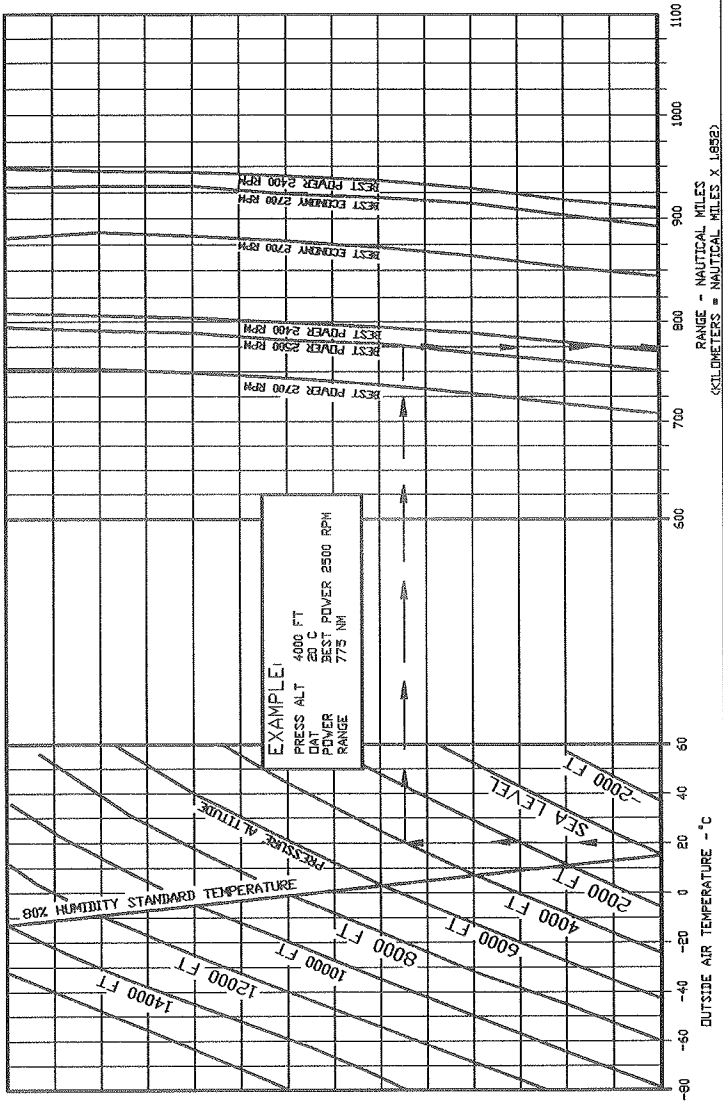 BEST POWER 2400 RPM
BEST ECONOMY 2700 RPM
BEST ECONOMY 2700 RPM
BEST POWER 2400 RPM
BEST POWER 2500 RPM
BEST POWER 2700 RPM
1100
1000
900
800
700
600
RANGE - NAUTICAL MILES
(KILOMETERS = NAUTICAL MILES X 1.852)
EXAMPLE:
PRESS ALT 4000 FT
OAT 20 C
POWER BEST POWER 2500 RPM
RANGE 775 NM
PRESSURE ALTITUDE
80% HUMIDITY STANDARD TEMPERATURE
14000 FT
12000 FT
10000 FT
8000 FT
6000 FT
4000 FT
2000 FT
SEA LEVEL
-2000 FT
60
40
20
0
-20
-40
-60
-80
OUTSIDE AIR TEMPERATURE - °C